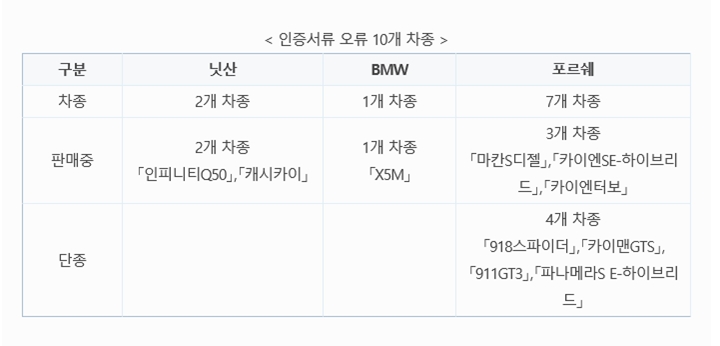 < 인증서류 오류 10개 차종 >
구분 닛산 BMW 포르쉐
차종 2개 차종 1개 차종 7개 차종
판매중
2개 차종
「인피니티Q50」,「캐시카이」
1개 차종
「X5M」
3개 차종
「마칸S디젤」,「카이엔SE-하이브리
드」,「카이엔터보」
단종
4개 차종
「918스파이더」,「카이맨GTS」,
「911GT3」,「파나메라S E-하이브리
드」